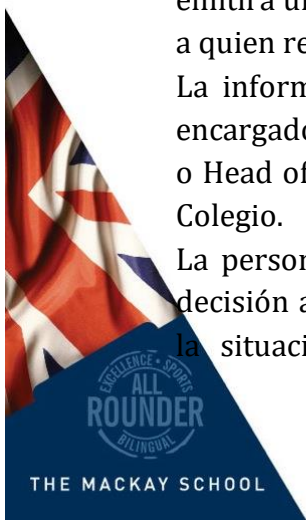 emitirá un
a quien re
La inform
encargado
o Head of
Colegio.
La person
decisión a
la situaci
EXCELLENCE • SPORTS
ALL
ROUNDER
BILINGUAL
THE MACKAY SCHOOL